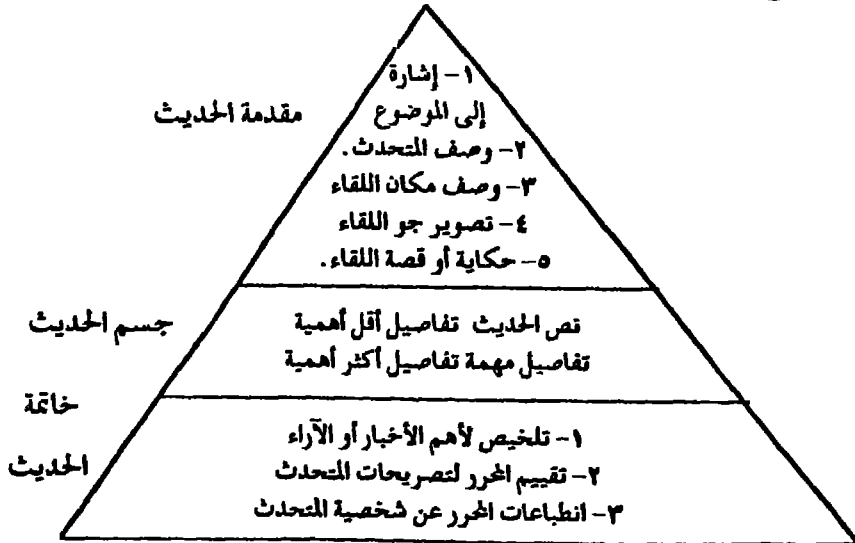 ١- إشارة
مقدمة الحديث
إلى الموضوع
٢- وصف المتحدث.
٣- وصف مكان اللقاء
٤- تصوير جو اللقاء
٥- حكاية أو قصة اللقاء.
جسم الحديث
نص الحديث تفاصيل أقل أهمية
تفاصيل مهمة تفاصيل أكثر أهمية
خاتمة
الحديث
١- تلخيص لأهم الأخبار أو الآراء
٢- تقييم المحرر لتصريحات المتحدث
٣- انطباعات المحرر عن شخصية المتحدث